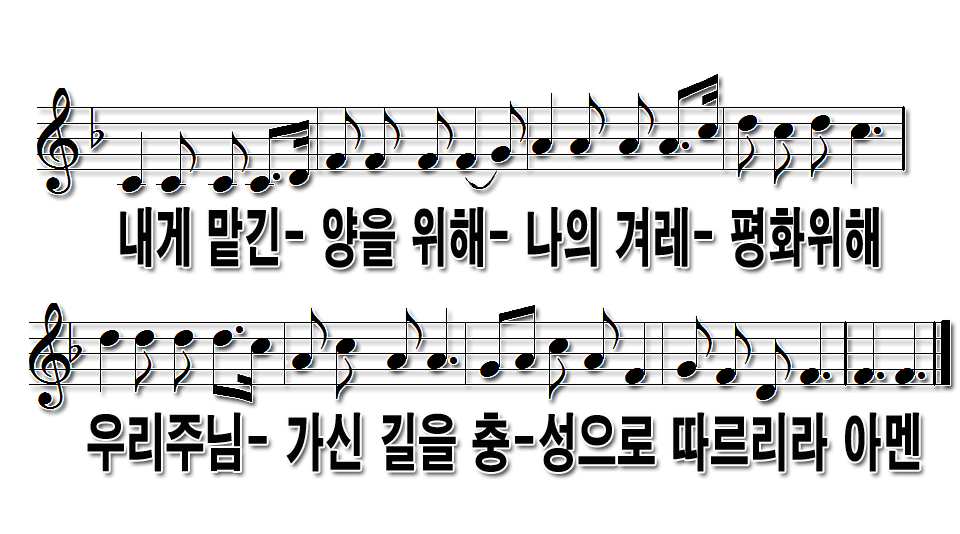 내게 맡긴- 양을 위해- 나의 겨레- 평화위해
우리주님- 가신 길을 충-성으로 따르리라 아멘